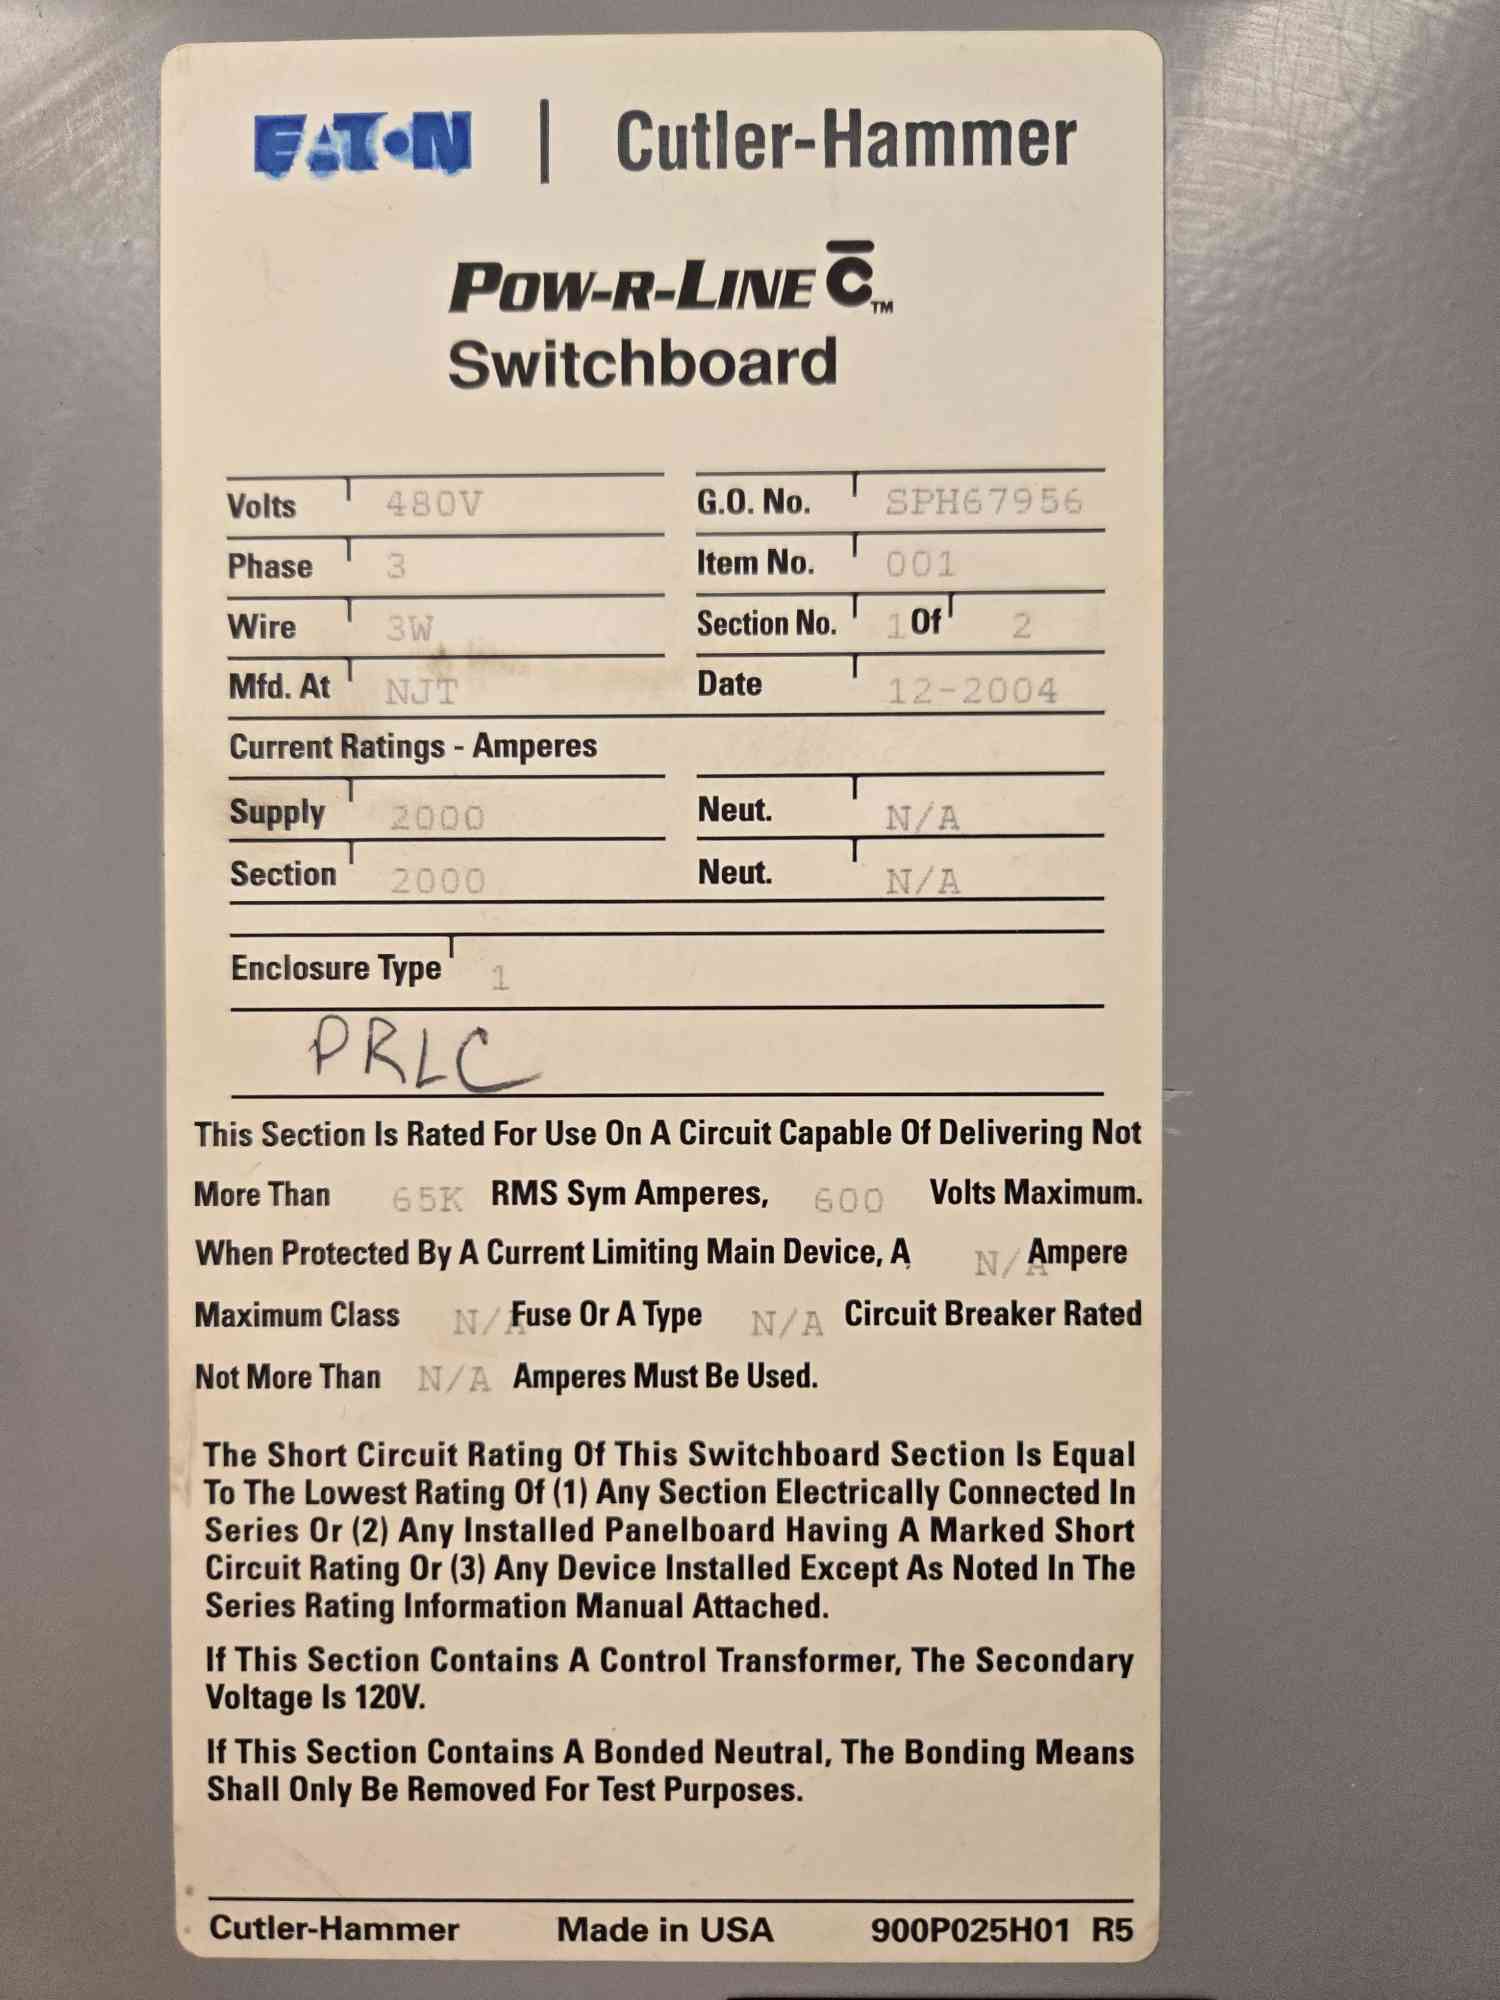 EATON | Cutler-Hammer
POW-R-LINE C™
Switchboard
Volts 480V G.O. No. SPH67956
Phase 3 Item No. 001
Wire 3W Section No. 1 Of 2
Mfd. At NJT Date 12-2004
Current Ratings - Amperes
Supply 2000 Neut. N/A
Section 2000 Neut. N/A
Enclosure Type 1
PRLC
This Section Is Rated For Use On A Circuit Capable Of Delivering Not
More Than 65K RMS Sym Amperes, 600 Volts Maximum.
When Protected By A Current Limiting Main Device, A N/A Ampere
Maximum Class N/A Fuse Or A Type N/A Circuit Breaker Rated
Not More Than N/A Amperes Must Be Used.
The Short Circuit Rating Of This Switchboard Section Is Equal
To The Lowest Rating Of (1) Any Section Electrically Connected In
Series Or (2) Any Installed Panelboard Having A Marked Short
Circuit Rating Or (3) Any Device Installed Except As Noted In The
Series Rating Information Manual Attached.
If This Section Contains A Control Transformer, The Secondary
Voltage Is 120V.
If This Section Contains A Bonded Neutral, The Bonding Means
Shall Only Be Removed For Test Purposes.
Cutler-Hammer Made in USA 900P025H01 R5